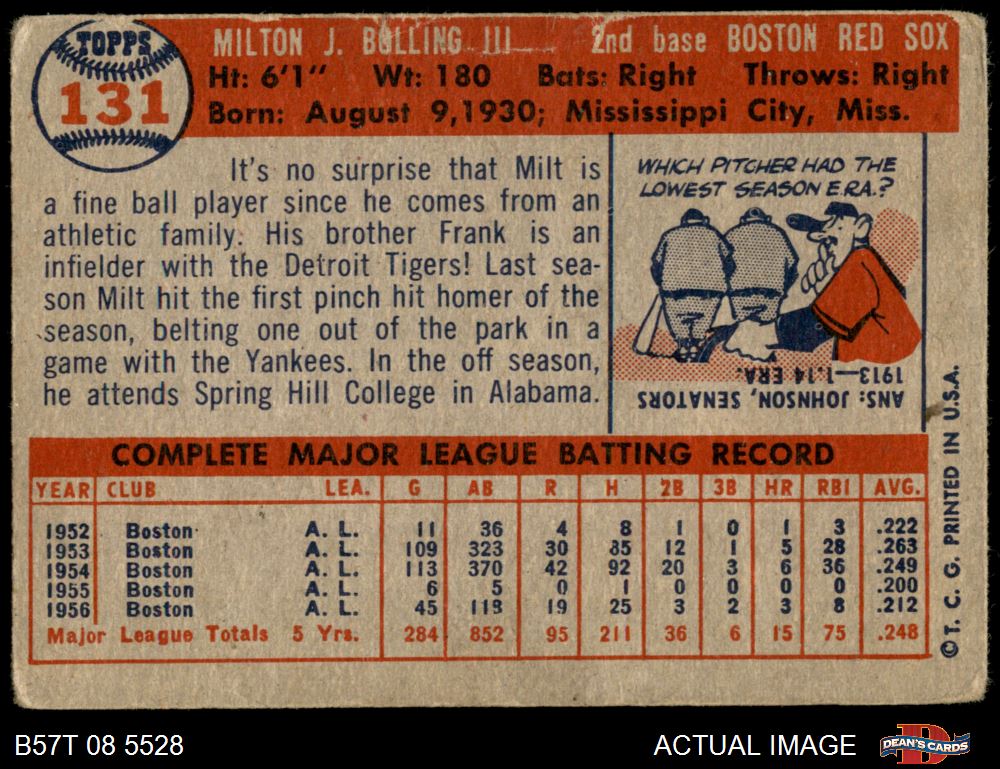 TOPPS
131
MILTON J. BOLLING III 2nd base BOSTON RED SOX
Ht: 6'1" Wt: 180 Bats: Right Throws: Right
Born: August 9, 1930; Mississippi City, Miss.
It's no surprise that Milt is
a fine ball player since he comes from an
athletic family. His brother Frank is an
infielder with the Detroit Tigers! Last sea-
son Milt hit the first pinch hit homer of the
season, belting one out of the park in a
game with the Yankees. In the off season,
he attends Spring Hill College in Alabama.
WHICH PITCHER HAD THE
LOWEST SEASON E.R.A.?
ANS: JOHNSON, SENATORS
1913—1.14 ERA.
COMPLETE MAJOR LEAGUE BATTING RECORD
YEAR CLUB LEA. G AB R H 2B 3B HR RBI AVG.
1952 Boston A. L. 11 36 4 8 1 0 1 3 .222
1953 Boston A. L. 109 323 30 85 12 1 5 28 .263
1954 Boston A. L. 113 370 42 92 20 3 6 36 .249
1955 Boston A. L. 6 5 0 1 0 0 0 0 .200
1956 Boston A. L. 45 118 19 25 3 2 3 8 .212
Major League Totals 5 Yrs. 284 852 95 211 36 6 15 75 .248
©T. C. G. PRINTED IN U.S.A.
B57T 08 5528
ACTUAL IMAGE
DEAN'S CARDS